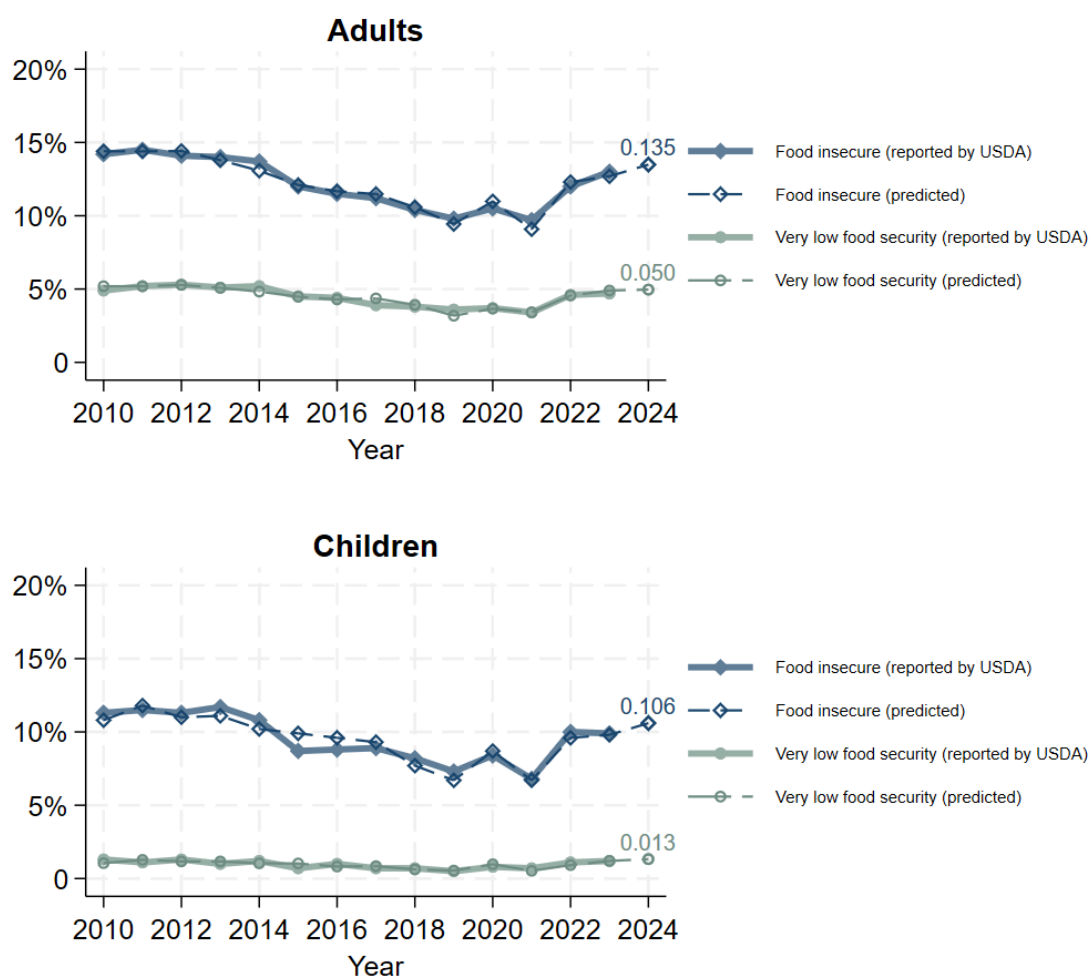 Adults
20%
15%
10%
5%
0
0.135
0.050
2010 2012 2014 2016 2018 2020 2022 2024
Year
Food insecure (reported by USDA)
Food insecure (predicted)
Very low food security (reported by USDA)
Very low food security (predicted)
Children
20%
15%
10%
5%
0
0.106
0.013
2010 2012 2014 2016 2018 2020 2022 2024
Year
Food insecure (reported by USDA)
Food insecure (predicted)
Very low food security (reported by USDA)
Very low food security (predicted)